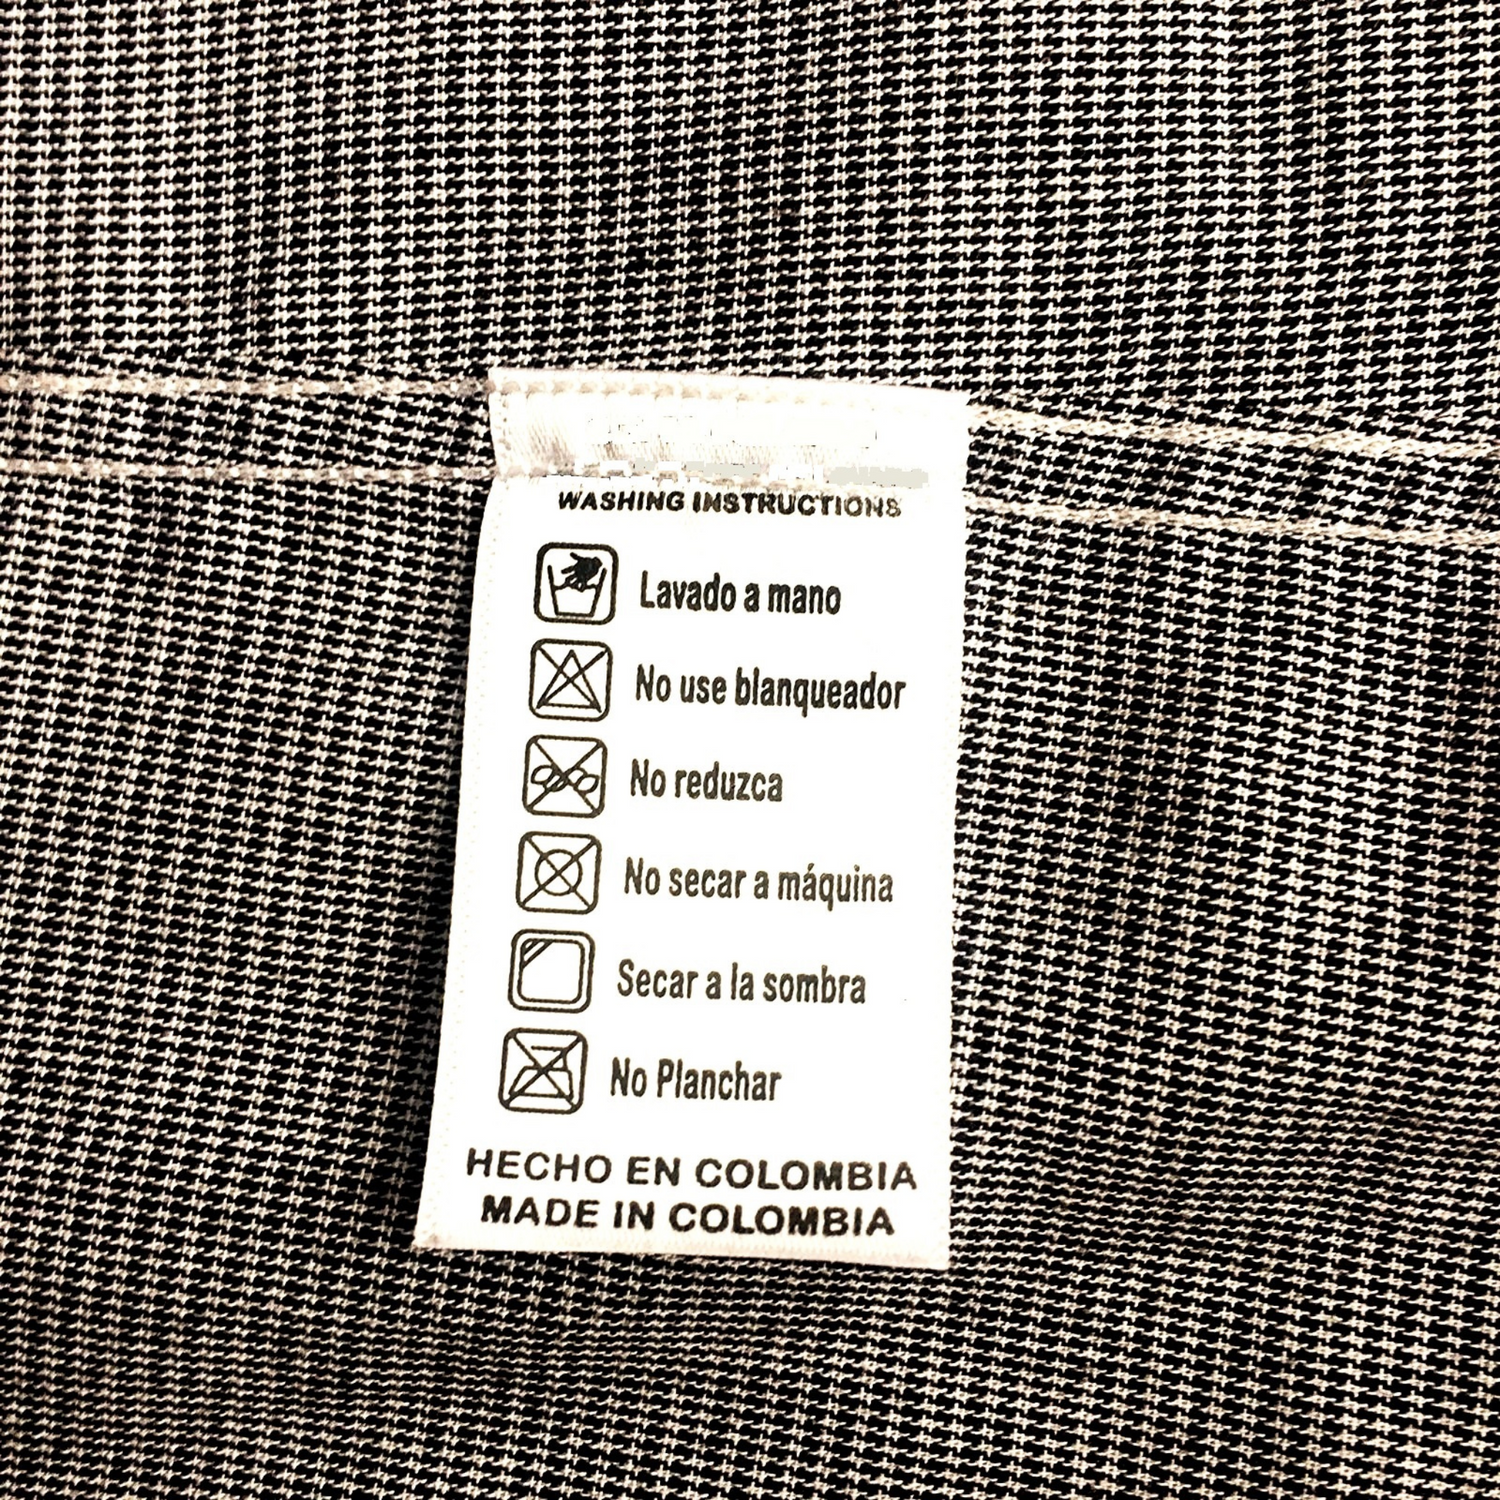 WASHING INSTRUCTIONS
Lavado a mano
No use blanqueador
No reduzca
No secar a máquina
Secar a la sombra
No Planchar
HECHO EN COLOMBIA
MADE IN COLOMBIA